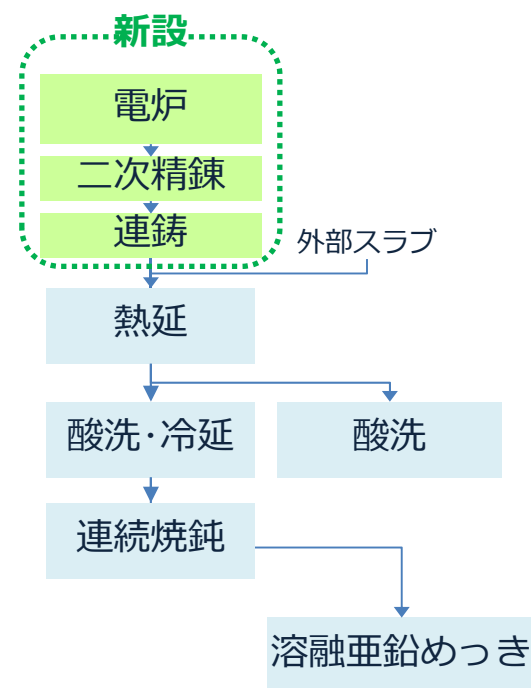 新設
電炉
二次精錬
連鋳
外部スラブ
熱延
酸洗・冷延
酸洗
連続焼鈍
溶融亜鉛めっき